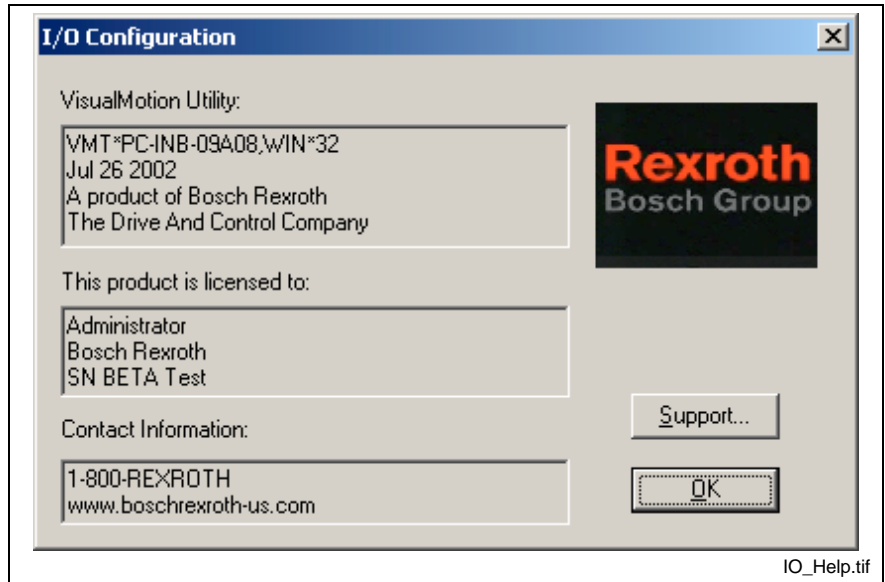 I/O Configuration
VisualMotion Utility:
VMT*PC-INB-09A08,WIN*32
Jul 26 2002
A product of Bosch Rexroth
The Drive And Control Company
Rexroth
Bosch Group
This product is licensed to:
Administrator
Bosch Rexroth
SN BETA Test
Support...
Contact Information:
1-800-REXROTH
www.boschrexroth-us.com
OK
IO_Help.tif